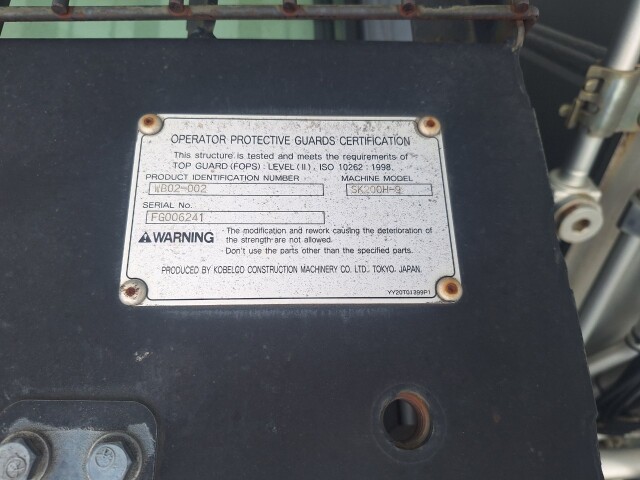 OPERATOR PROTECTIVE GUARDS CERTIFICATION
This structure is tested and meets the requirements of
TOP GUARD (FOPS) : LEVEL (II), ISO 10262 : 1998.
PRODUCT IDENTIFICATION NUMBER MACHINE MODEL
WB02-002 SK200H-9
SERIAL No.
FG006241
WARNING · The modification and rework causing the deterioration of
the strength are not allowed.
· Don't use the parts other than the specified parts.
PRODUCED BY KOBELCO CONSTRUCTION MACHINERY CO. LTD., TOKYO, JAPAN.
YY20T01399P1